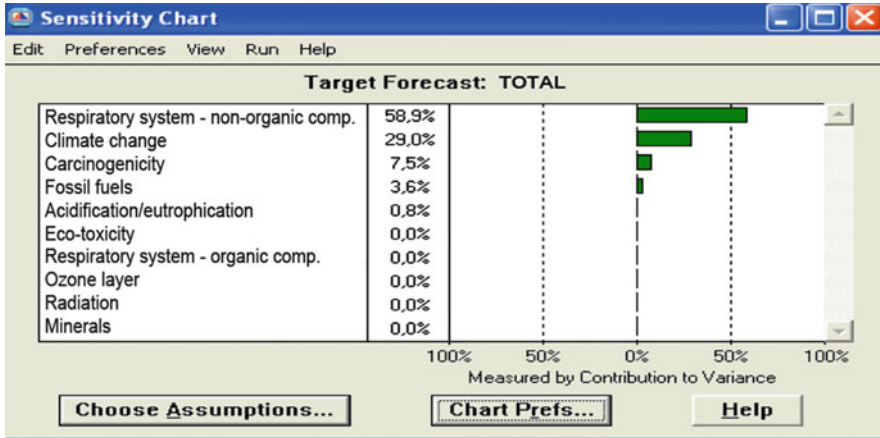 Sensitivity Chart
Edit Preferences View Run Help
Target Forecast: TOTAL
Respiratory system - non-organic comp. 58,9%
Climate change 29,0%
Carcinogenicity 7,5%
Fossil fuels 3,6%
Acidification/eutrophication 0,8%
Eco-toxicity 0,0%
Respiratory system - organic comp. 0,0%
Ozone layer 0,0%
Radiation 0,0%
Minerals 0,0%
100% 50% 0% 50% 100%
Measured by Contribution to Variance
Choose Assumptions... Chart Prefs... Help